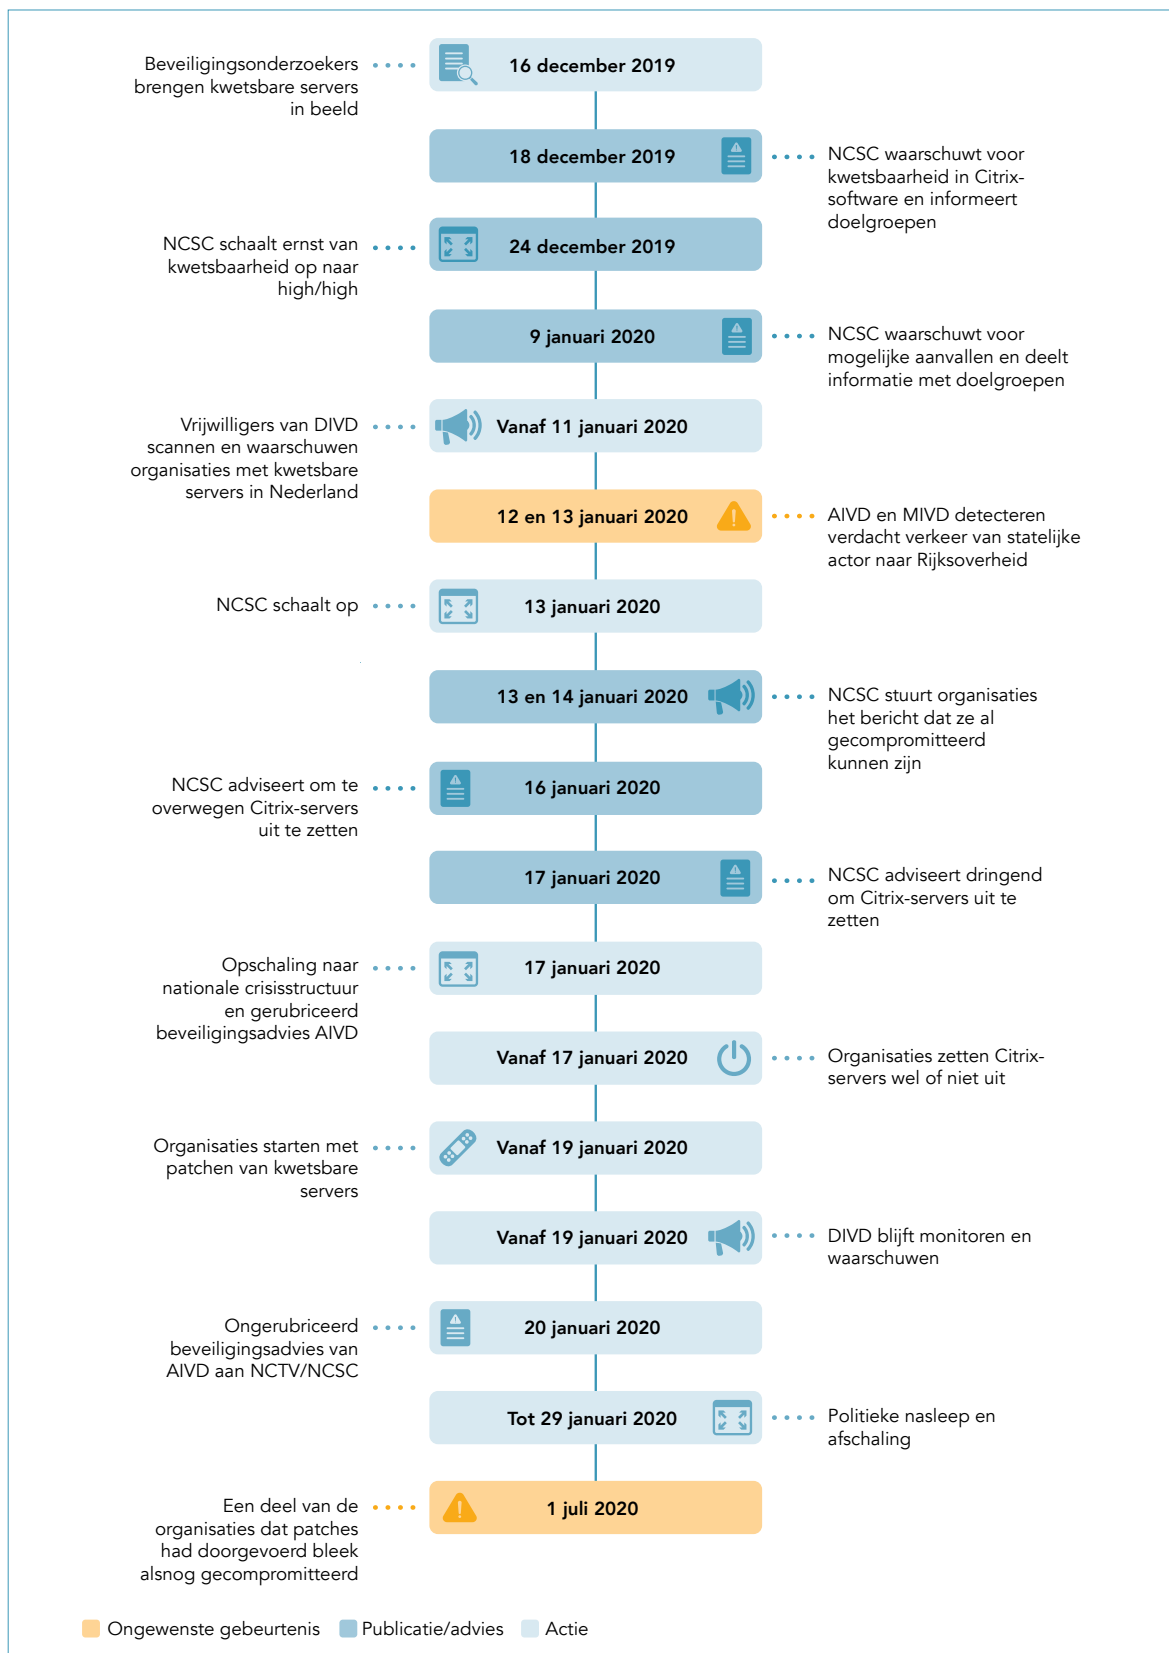 Beveiligingsonderzoekers
brengen kwetsbare servers
in beeld
16 december 2019
18 december 2019
NCSC waarschuwt voor
kwetsbaarheid in Citrix-
software en informeert
doelgroepen
NCSC schaalt ernst van
kwetsbaarheid op naar
high/high
24 december 2019
9 januari 2020
NCSC waarschuwt voor
mogelijke aanvallen en deelt
informatie met doelgroepen
Vrijwilligers van DIVD
scannen en waarschuwen
organisaties met kwetsbare
servers in Nederland
Vanaf 11 januari 2020
12 en 13 januari 2020
AIVD en MIVD detecteren
verdacht verkeer van statelijke
actor naar Rijksoverheid
NCSC schaalt op
13 januari 2020
13 en 14 januari 2020
NCSC stuurt organisaties
het bericht dat ze al
gecompromitteerd
kunnen zijn
NCSC adviseert om te
overwegen Citrix-servers
uit te zetten
16 januari 2020
17 januari 2020
NCSC adviseert dringend
om Citrix-servers uit te
zetten
Opschaling naar
nationale crisisstructuur
en gerubriceerd
beveiligingsadvies AIVD
17 januari 2020
Vanaf 17 januari 2020
Organisaties zetten Citrix-
servers wel of niet uit
Organisaties starten met
patchen van kwetsbare
servers
Vanaf 19 januari 2020
Vanaf 19 januari 2020
DIVD blijft monitoren en
waarschuwen
Ongerubriceerd
beveiligingsadvies van
AIVD aan NCTV/NCSC
20 januari 2020
Tot 29 januari 2020
Politieke nasleep en
afschaling
Een deel van de
organisaties dat patches
had doorgevoerd bleek
alsnog gecompromitteerd
1 juli 2020
Ongewenste gebeurtenis Publicatie/advies Actie